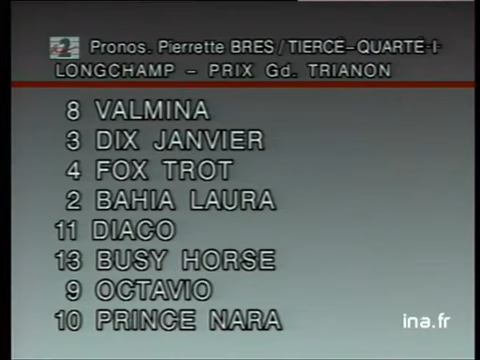 2 Pronos. Pierrette BRES/TIERCE-QUARTE-
LONGCHAMP - PRIX Gd. TRIANON
8 VALMINA
3 DIX JANVIER
4 FOX TROT
2 BAHIA LAURA
11 DIACO
13 BUSY HORSE
9 OCTAVIO
10 PRINCE NARA
ina.fr